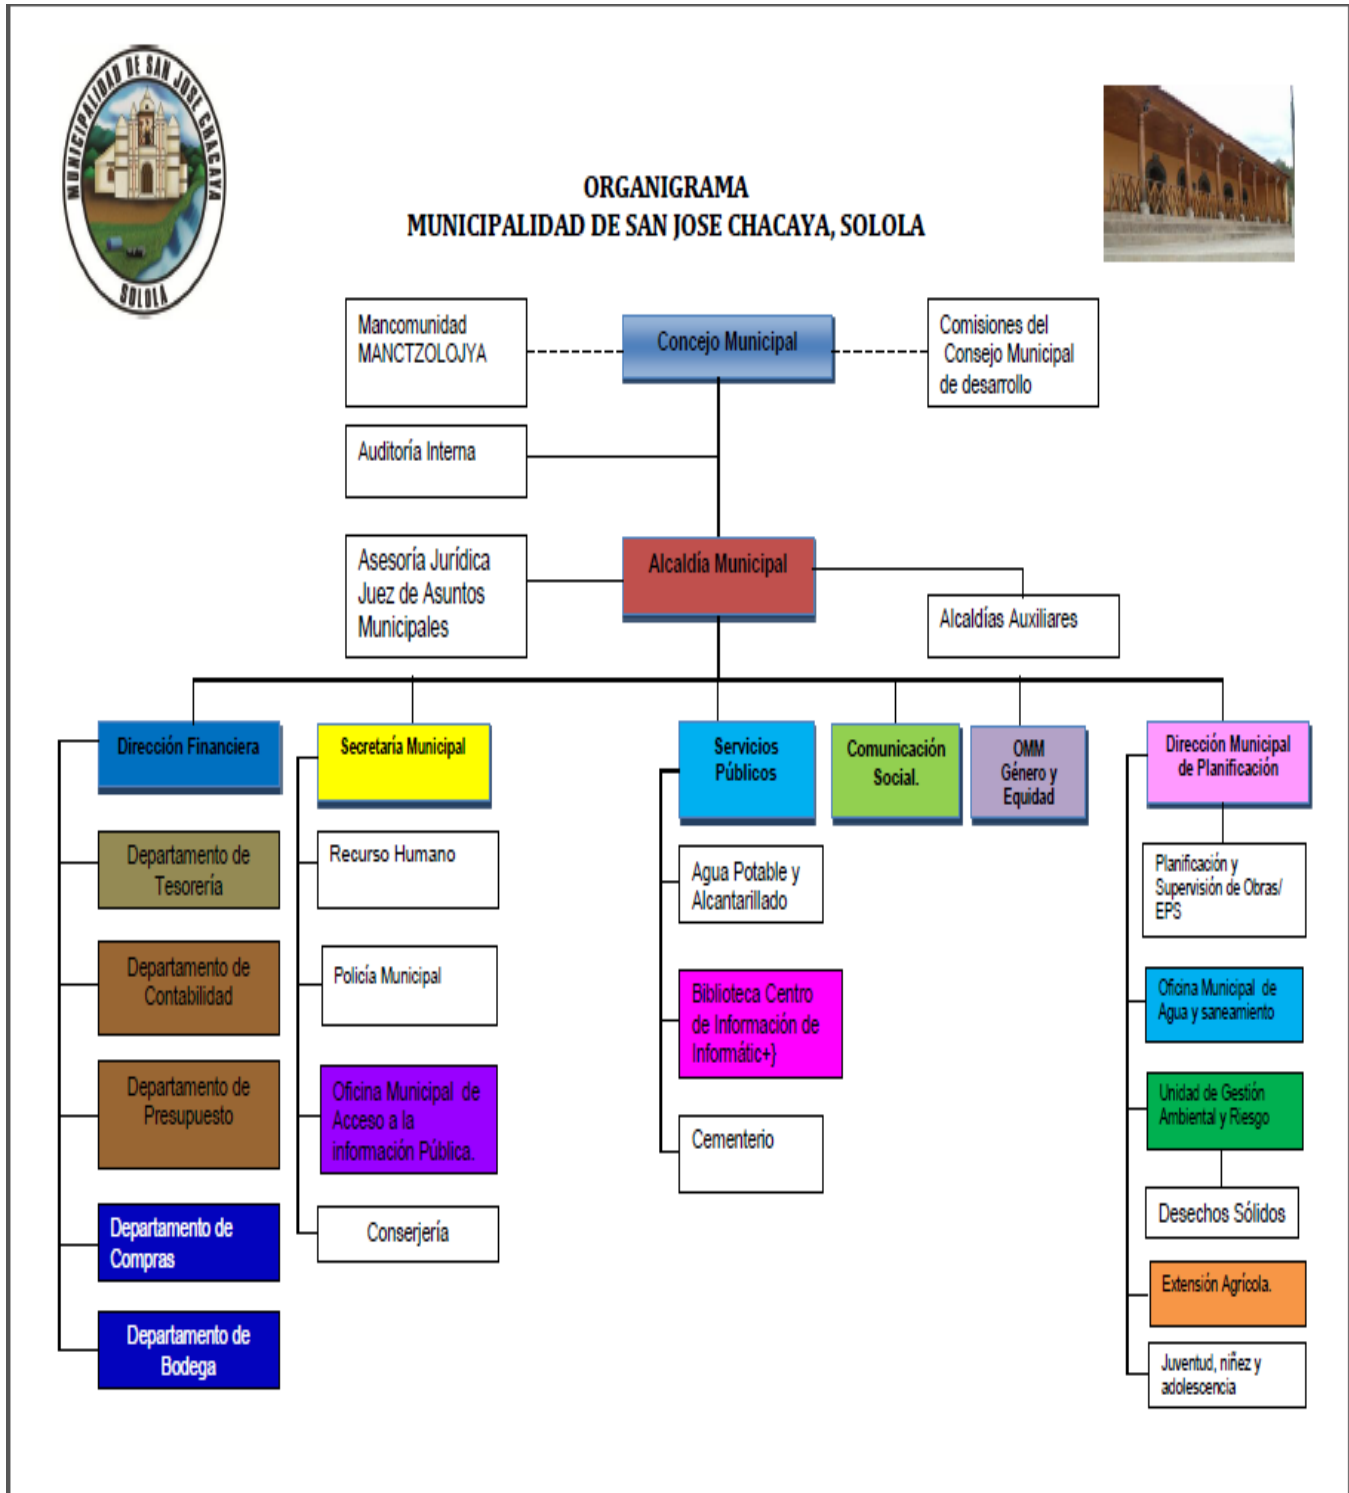 MUNICIPALIDAD DE SAN JOSE CHACAYA
SOLOLA
ORGANIGRAMA
MUNICIPALIDAD DE SAN JOSE CHACAYA, SOLOLA
Mancomunidad
MANCTZOLOJYA
Concejo Municipal
Comisiones del
Consejo Municipal
de desarrollo
Auditoría Interna
Asesoría Jurídica
Juez de Asuntos
Municipales
Alcaldía Municipal
Alcaldías Auxiliares
Dirección Financiera
Departamento de
Tesorería
Departamento de
Contabilidad
Departamento de
Presupuesto
Departamento de
Compras
Departamento de
Bodega
Secretaría Municipal
Recurso Humano
Policía Municipal
Oficina Municipal de
Acceso a la
información Pública.
Conserjería
Servicios
Públicos
Agua Potable y
Alcantarillado
Biblioteca Centro
de Información de
Informátic+}
Cementerio
Comunicación
Social.
OMM
Género y
Equidad
Dirección Municipal
de Planificación
Planificación y
Supervisión de Obras/
EPS
Oficina Municipal de
Agua y saneamiento
Unidad de Gestión
Ambiental y Riesgo
Desechos Sólidos
Extensión Agrícola.
Juventud, niñez y
adolescencia